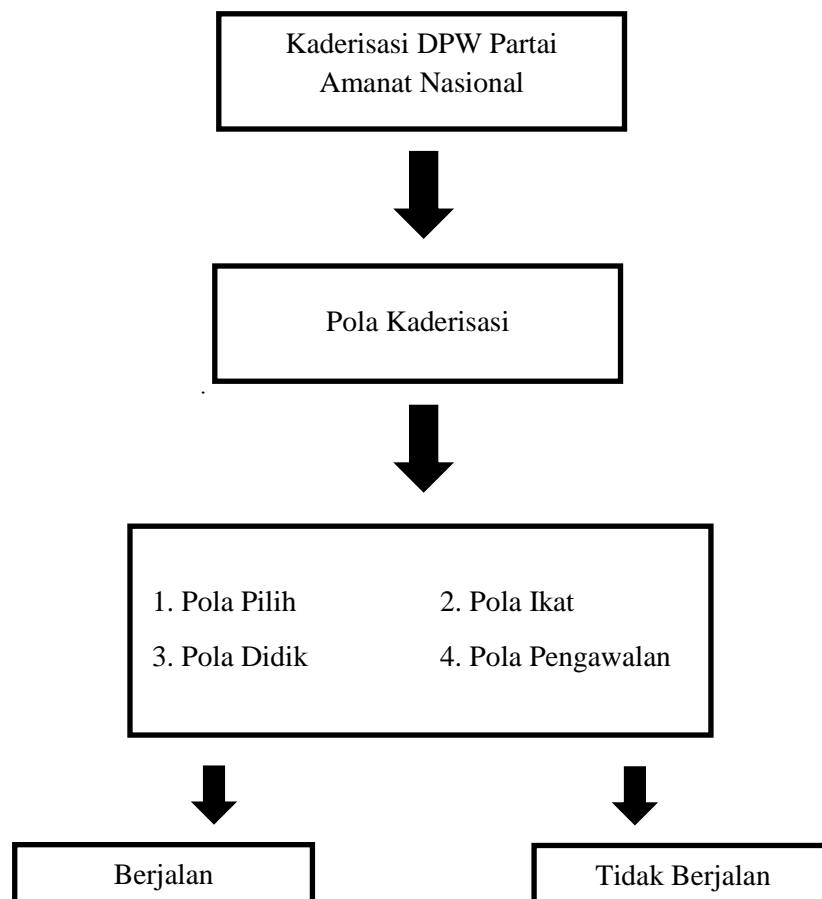 Kaderisasi DPW Partai
Amanat Nasional
Pola Kaderisasi
.
1. Pola Pilih 2. Pola Ikat
3. Pola Didik 4. Pola Pengawalan
Berjalan
Tidak Berjalan